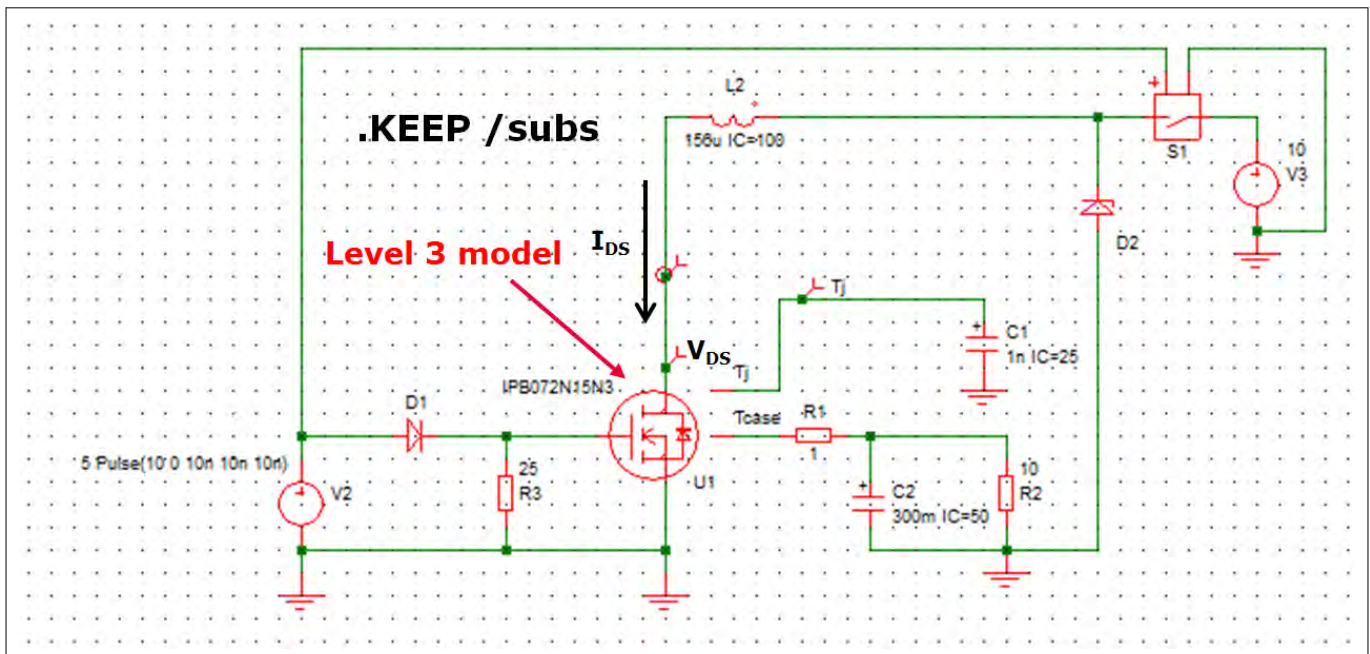 L2
.KEEP /subs
156u IC=100
S1
10
V3
I_DS
D2
Level 3 model
Tj
C1
1n IC=25
V_DS
IPB072N15N3
Tj
D1
Tcase
R1
5 Pulse(10 0 10n 10n 10n)
25
1
10
V2
R3
U1
C2
R2
300m IC=50